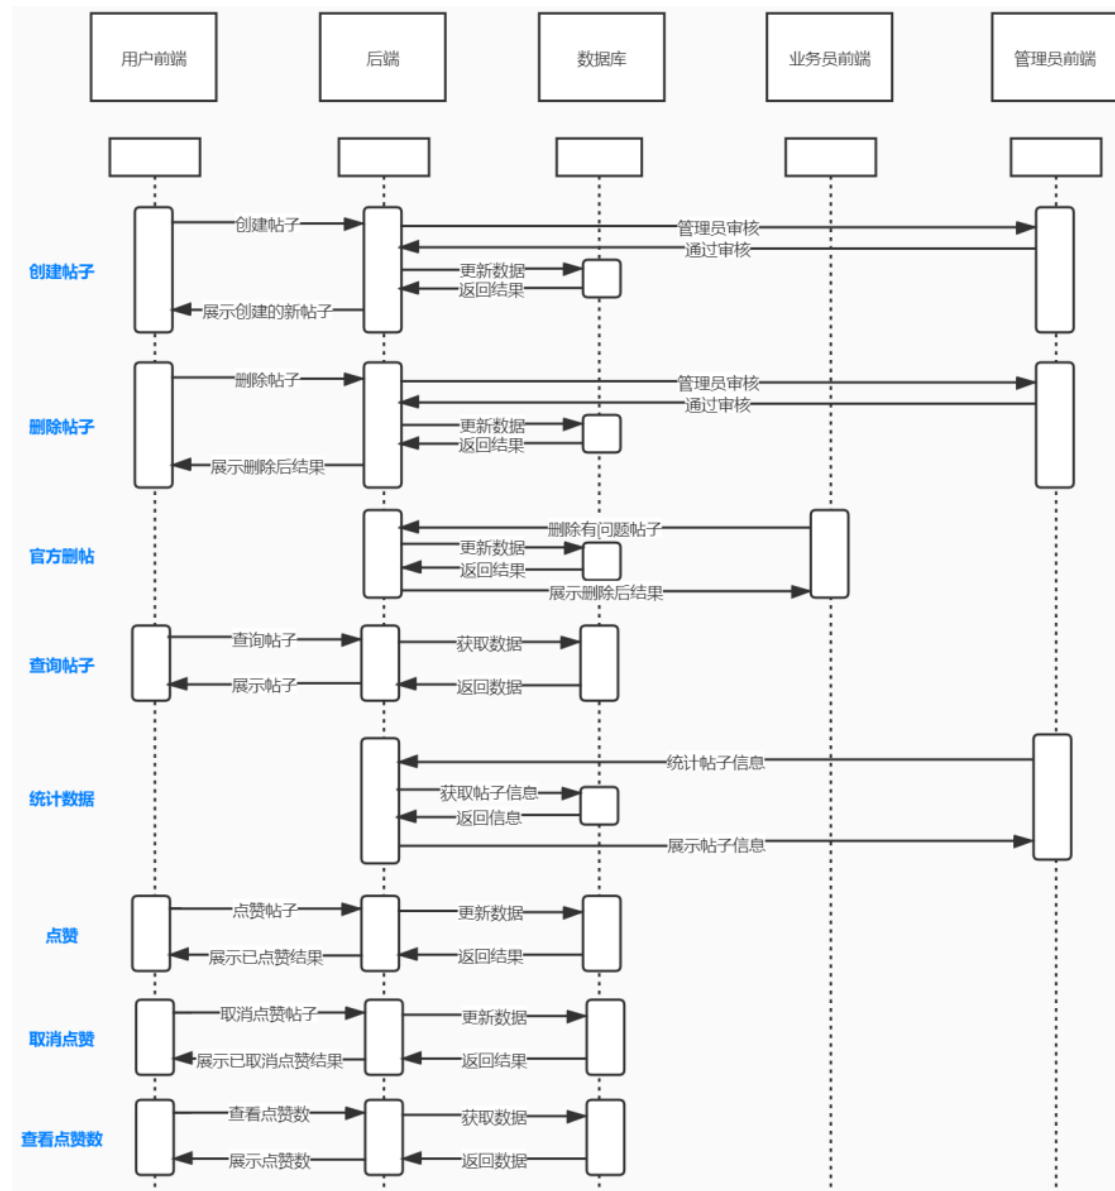 用户前端
后端
数据库
业务员前端
管理员前端
创建帖子
创建帖子
管理员审核
通过审核
更新数据
返回结果
展示创建的新帖子
删除帖子
删除帖子
管理员审核
通过审核
更新数据
返回结果
展示删除后结果
官方删帖
删除有问题帖子
更新数据
返回结果
展示删除后结果
查询帖子
查询帖子
获取数据
展示帖子
返回数据
统计数据
统计帖子信息
获取帖子信息
返回信息
展示帖子信息
点赞
点赞帖子
更新数据
展示已点赞结果
返回结果
取消点赞
取消点赞帖子
更新数据
展示已取消点赞结果
返回结果
查看点赞数
查看点赞数
获取数据
展示点赞数
返回数据